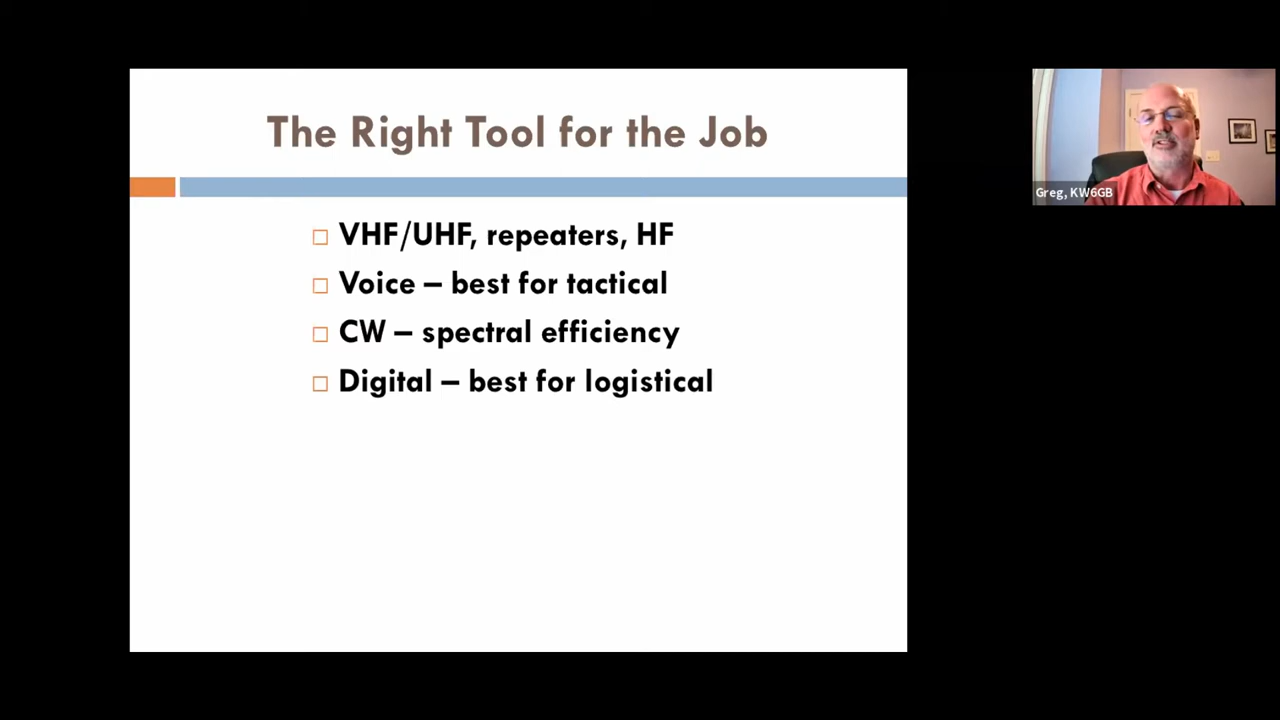 The Right Tool for the Job
VHF/UHF, repeaters, HF
Voice – best for tactical
CW – spectral efficiency
Digital – best for logistical
Greg, KW6GB